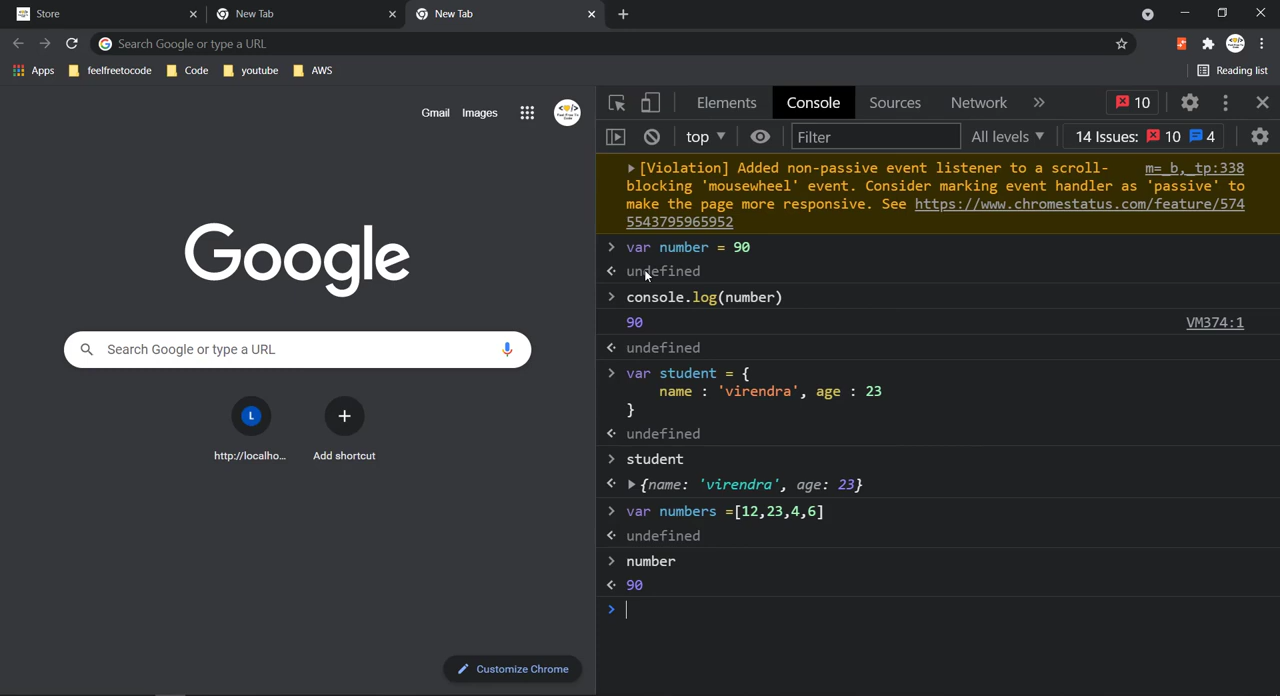 Store
New Tab
New Tab
Search Google or type a URL
Apps feelfreetocode Code youtube AWS
Reading list
Gmail Images
Google
Search Google or type a URL
L
http://localho... Add shortcut
Customize Chrome
Elements Console Sources Network » 10
top Filter All levels 14 Issues: 10 4
[Violation] Added non-passive event listener to a scroll- m=_b,_tp:338
blocking 'mousewheel' event. Consider marking event handler as 'passive' to
make the page more responsive. See https://www.chromestatus.com/feature/574
5543795965952
> var number = 90
undefined
> console.log(number)
90 VM374:1
undefined
> var student = {
name : 'virendra', age : 23
}
undefined
> student
{name: 'virendra', age: 23}
> var numbers =[12,23,4,6]
undefined
> number
90
>